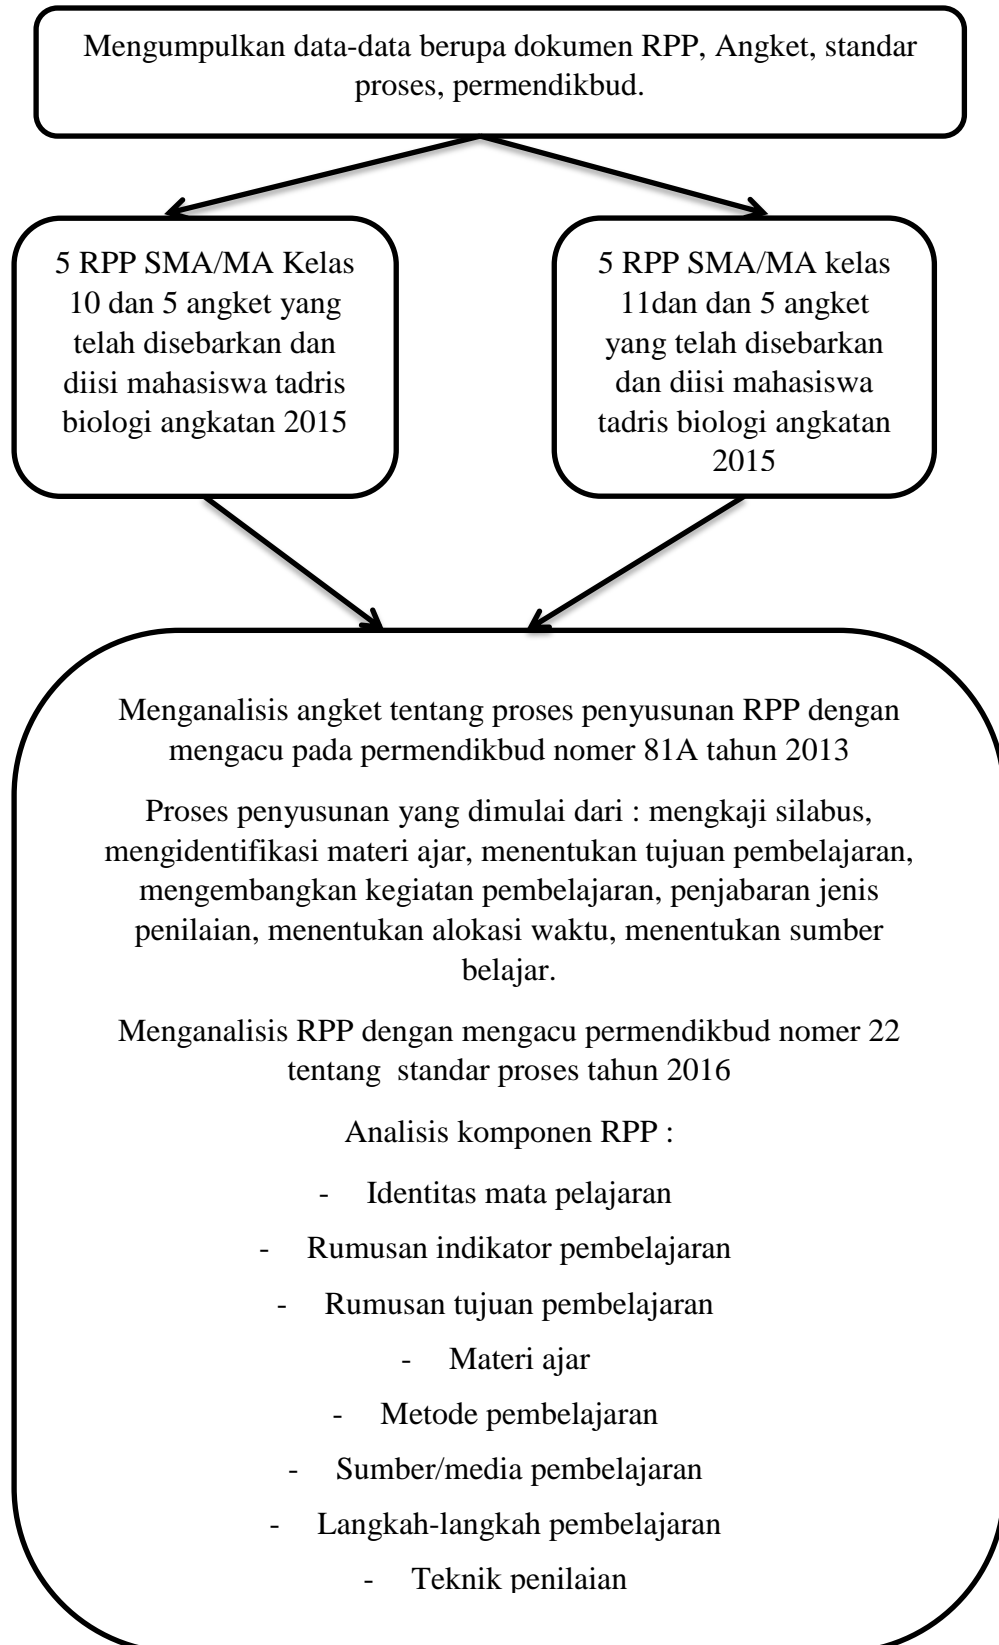 Mengumpulkan data-data berupa dokumen RPP, Angket, standar
proses, permendikbud.
5 RPP SMA/MA Kelas
10 dan 5 angket yang
telah disebarkan dan
diisi mahasiswa tadris
biologi angkatan 2015
5 RPP SMA/MA kelas
11dan dan 5 angket
yang telah disebarkan
dan diisi mahasiswa
tadris biologi angkatan
2015
Menganalisis angket tentang proses penyusunan RPP dengan
mengacu pada permendikbud nomer 81A tahun 2013
Proses penyusunan yang dimulai dari : mengkaji silabus,
mengidentifikasi materi ajar, menentukan tujuan pembelajaran,
mengembangkan kegiatan pembelajaran, penjabaran jenis
penilaian, menentukan alokasi waktu, menentukan sumber
belajar.
Menganalisis RPP dengan mengacu permendikbud nomer 22
tentang  standar proses tahun 2016
Analisis komponen RPP :
- Identitas mata pelajaran
- Rumusan indikator pembelajaran
- Rumusan tujuan pembelajaran
- Materi ajar
- Metode pembelajaran
- Sumber/media pembelajaran
- Langkah-langkah pembelajaran
- Teknik penilaian